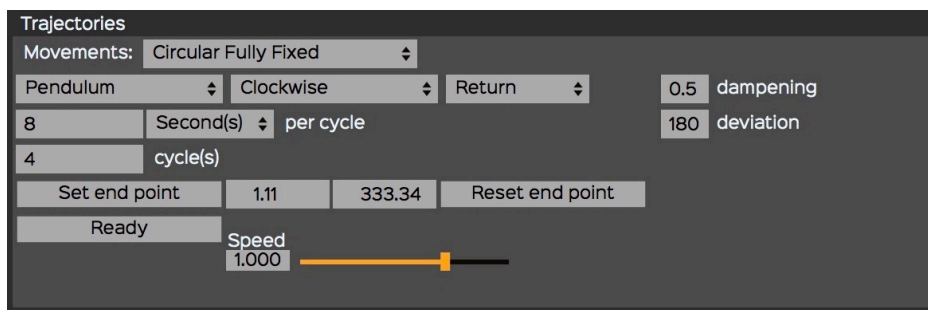 Trajectories
Movements: Circular Fully Fixed
Pendulum Clockwise Return 0.5 dampening
8 Second(s) per cycle 180 deviation
4 cycle(s)
Set end point 1.11 333.34 Reset end point
Ready
Speed
1.000